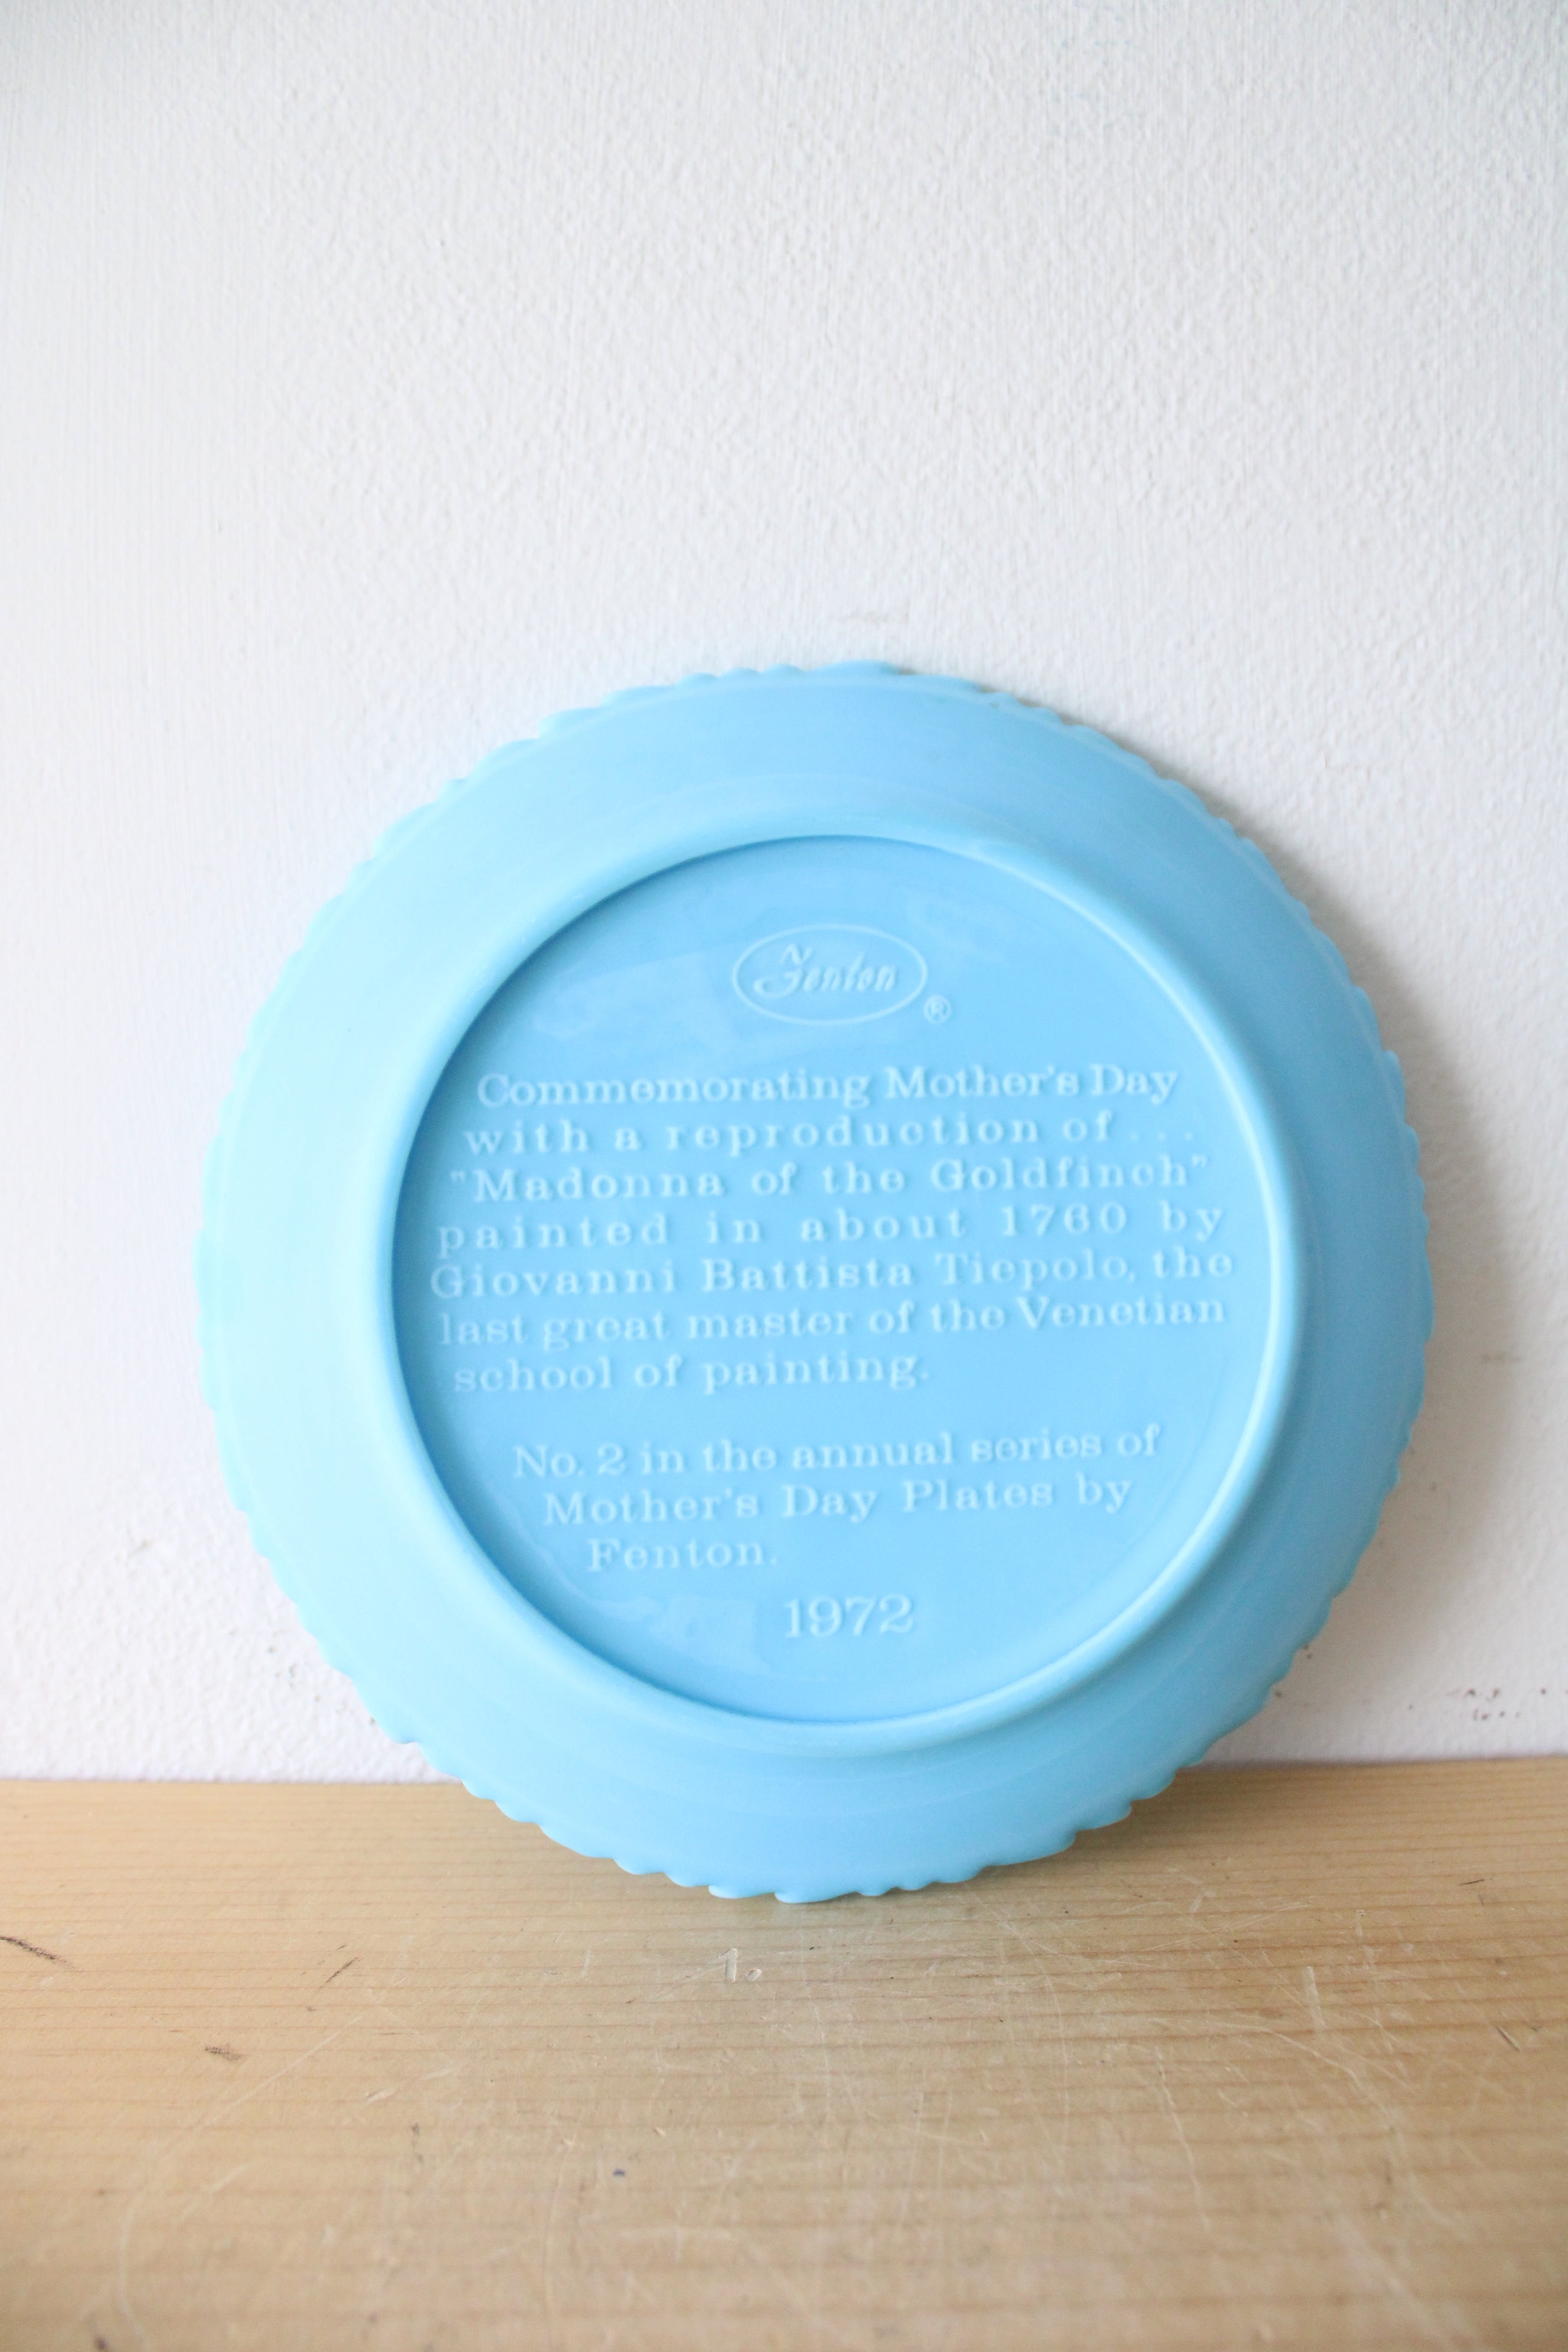 Fenton ®
Commemorating Mother's Day
with a reproduction of...
"Madonna of the Goldfinch"
painted in about 1760 by
Giovanni Battista Tiepolo, the
last great master of the Venetian
school of painting.
No. 2 in the annual series of
Mother's Day Plates by
Fenton.
1972